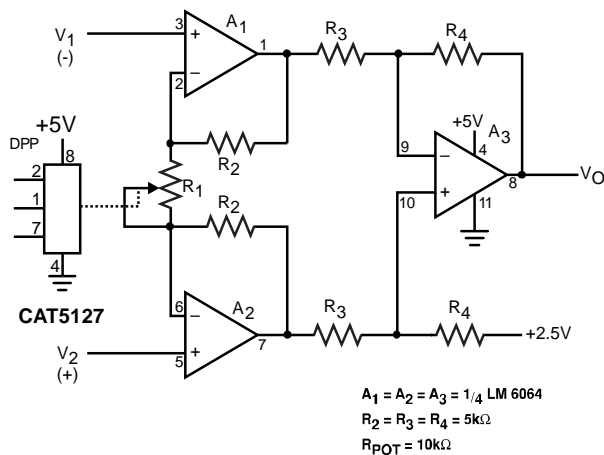 V1
(-)
3
+
A1
1
−
2
R3
R4
+5V
DPP
8
2
1
7
4
CAT5127
R2
R1
R2
+5V
A3
4
9
−
+
10
8
11
VO
6
−
A2
7
+
5
V2
(+)
R3
R4
+2.5V
A1 = A2 = A3 = 1/4 LM 6064
R2 = R3 = R4 = 5kΩ
RPOT = 10kΩ